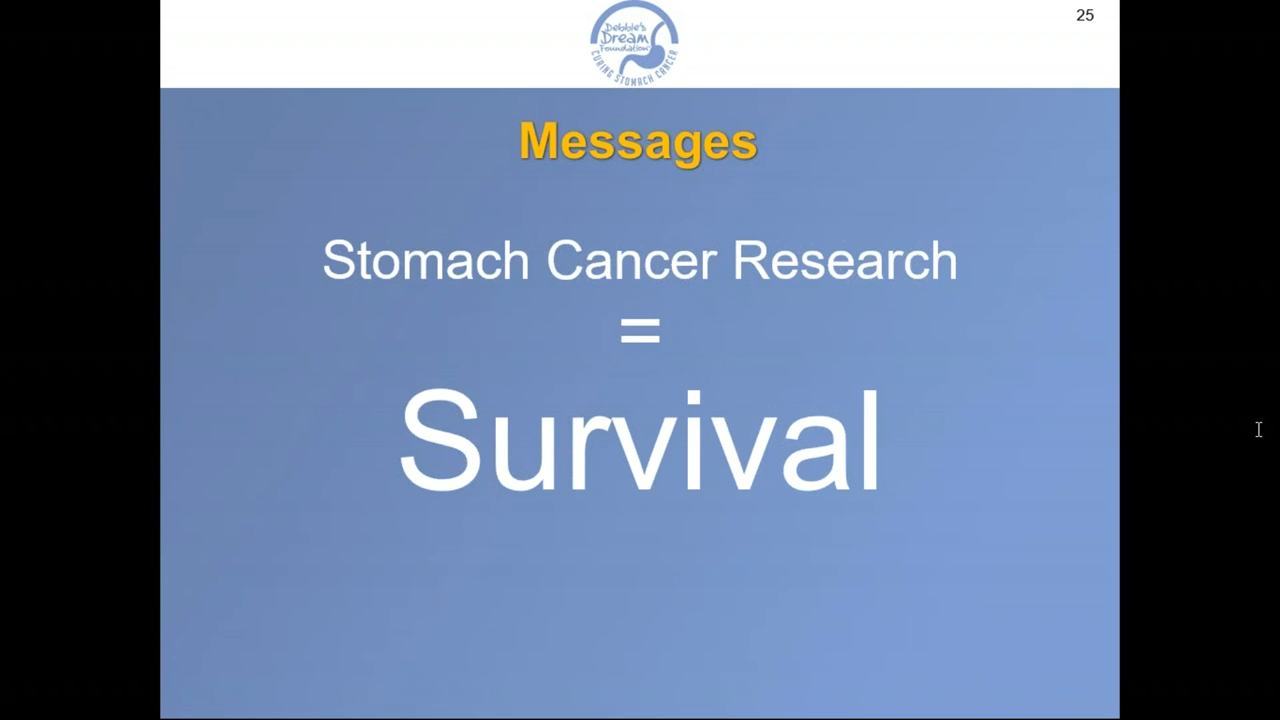 25
Debbie's
Dream
Foundation
CURING STOMACH CANCER
Messages
Stomach Cancer Research
=
Survival